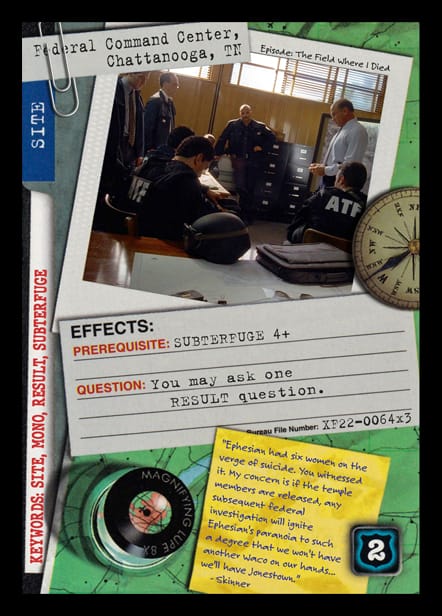 Federal Command Center,
Chattanooga, TN
Episode: The Field Where I Died
SITE
ATF
ATF
EFFECTS:
PREREQUISITE: SUBTERFUGE 4+
QUESTION: You may ask one
RESULT question.
Bureau File Number: XF22-0064x3
KEYWORDS: SITE, MONO, RESULT, SUBTERFUGE
MAGNIFYING LUPE 8X
"Ephesian had six women on the
verge of suicide. You witnessed
it. My concern is if the temple
members are released, any
subsequent federal
investigation will ignite
Ephesian's paranoia to such
a degree that we won't have
another Waco on our hands...
we'll have Jonestown."
- Skinner
2